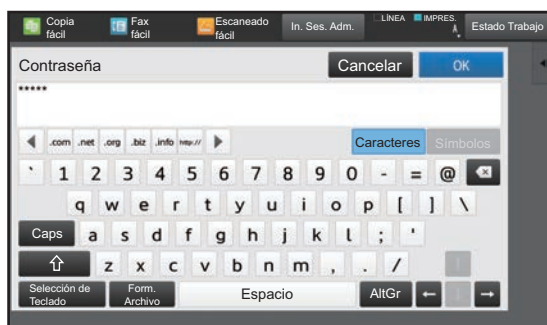 Copia fácil
Fax fácil
Escaneado fácil
In. Ses. Adm.
LÍNEA
IMPRES.
Estado Trabajo
Contraseña
Cancelar
OK
*****
.com .net .org .biz .info http://
Caracteres
Símbolos
` 1 2 3 4 5 6 7 8 9 0 - = @
q w e r t y u i o p [ ] \
Caps a s d f g h j k l ; '
z x c v b n m , . /
Selección de Teclado
Form. Archivo
Espacio
AltGr